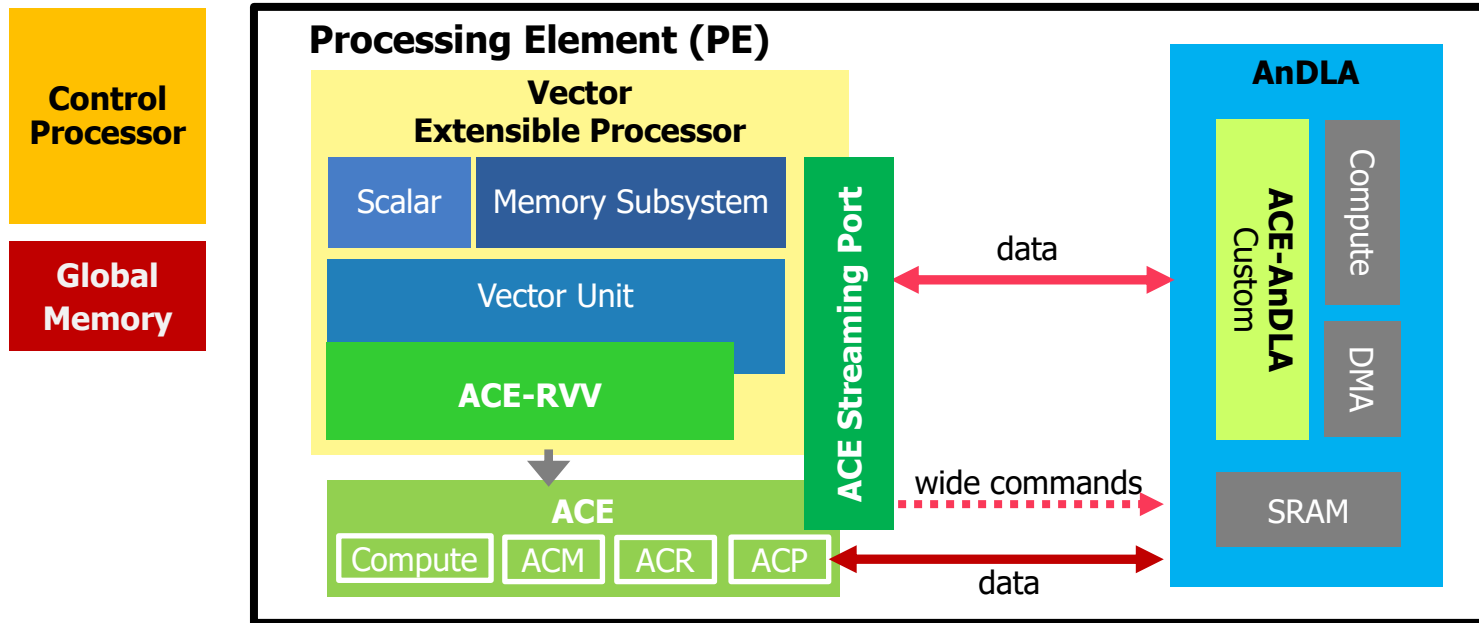 Control
Processor
Global
Memory
Processing Element (PE)
Vector
Extensible Processor
Scalar
Memory Subsystem
Vector Unit
ACE-RVV
ACE Streaming Port
ACE
Compute
ACM
ACR
ACP
data
wide commands
data
AnDLA
ACE-AnDLA
Custom
Compute
DMA
SRAM